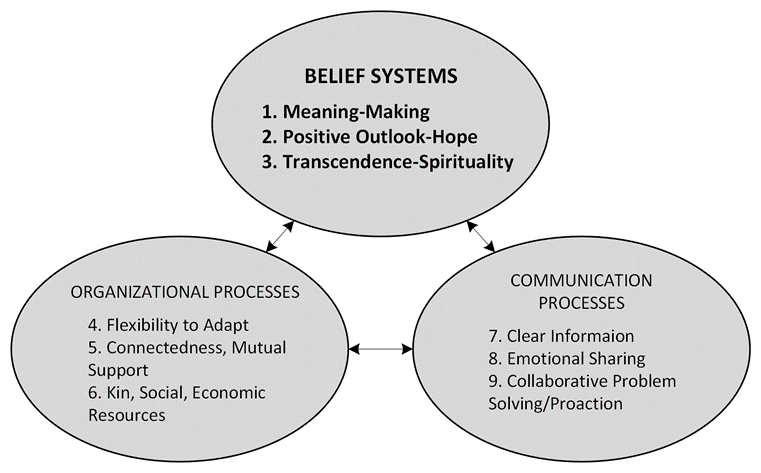 BELIEF SYSTEMS
1. Meaning-Making
2. Positive Outlook-Hope
3. Transcendence-Spirituality
ORGANIZATIONAL PROCESSES
4. Flexibility to Adapt
5. Connectedness, Mutual
Support
6. Kin, Social, Economic
Resources
COMMUNICATION
PROCESSES
7. Clear Informaion
8. Emotional Sharing
9. Collaborative Problem
Solving/Proaction